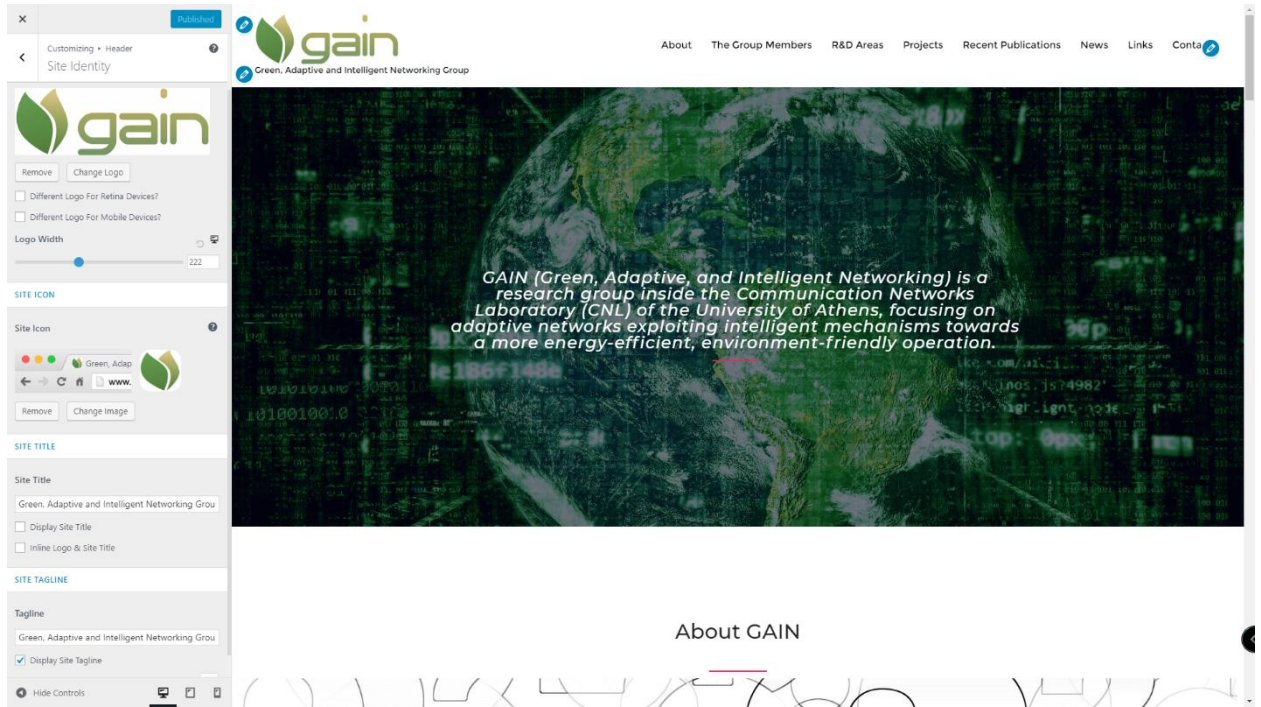 Published
Customizing ▸ Header
Site Identity
gain
Remove
Change Logo
Different Logo For Retina Devices?
Different Logo For Mobile Devices?
Logo Width
222
SITE ICON
Site Icon
Green, Adap
www.
Remove
Change Image
SITE TITLE
Site Title
Green, Adaptive and Intelligent Networking Grou
Display Site Title
Inline Logo & Site Title
SITE TAGLINE
Tagline
Green, Adaptive and Intelligent Networking Grou
Display Site Tagline
Hide Controls
gain
Green, Adaptive and Intelligent Networking Group
About The Group Members R&D Areas Projects Recent Publications News Links Conta
GAIN (Green, Adaptive, and Intelligent Networking) is a
research group inside the Communication Networks
Laboratory (CNL) of the University of Athens, focusing on
adaptive networks exploiting intelligent mechanisms towards
a more energy-efficient, environment-friendly operation.
1e186f148e
About GAIN